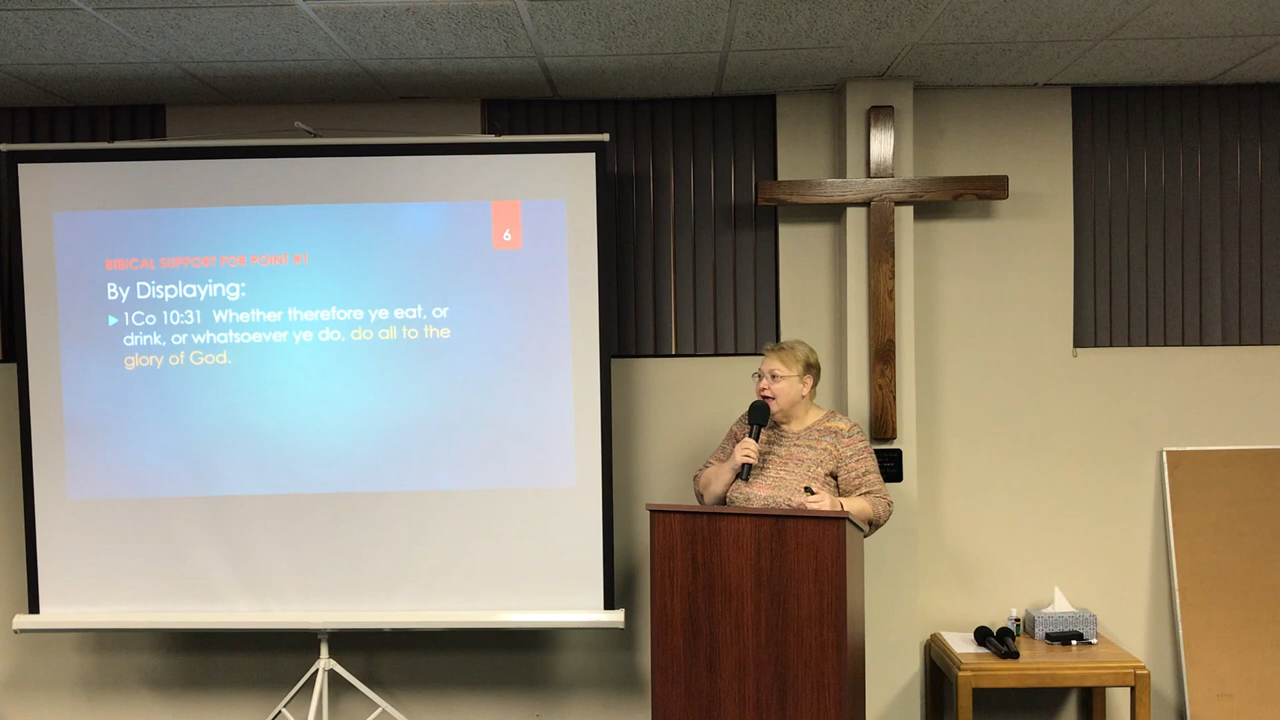 6
BIBICAL SUPPORT FOR POINT #1
By Displaying:
1Co 10:31 Whether therefore ye eat, or
drink, or whatsoever ye do, do all to the
glory of God.